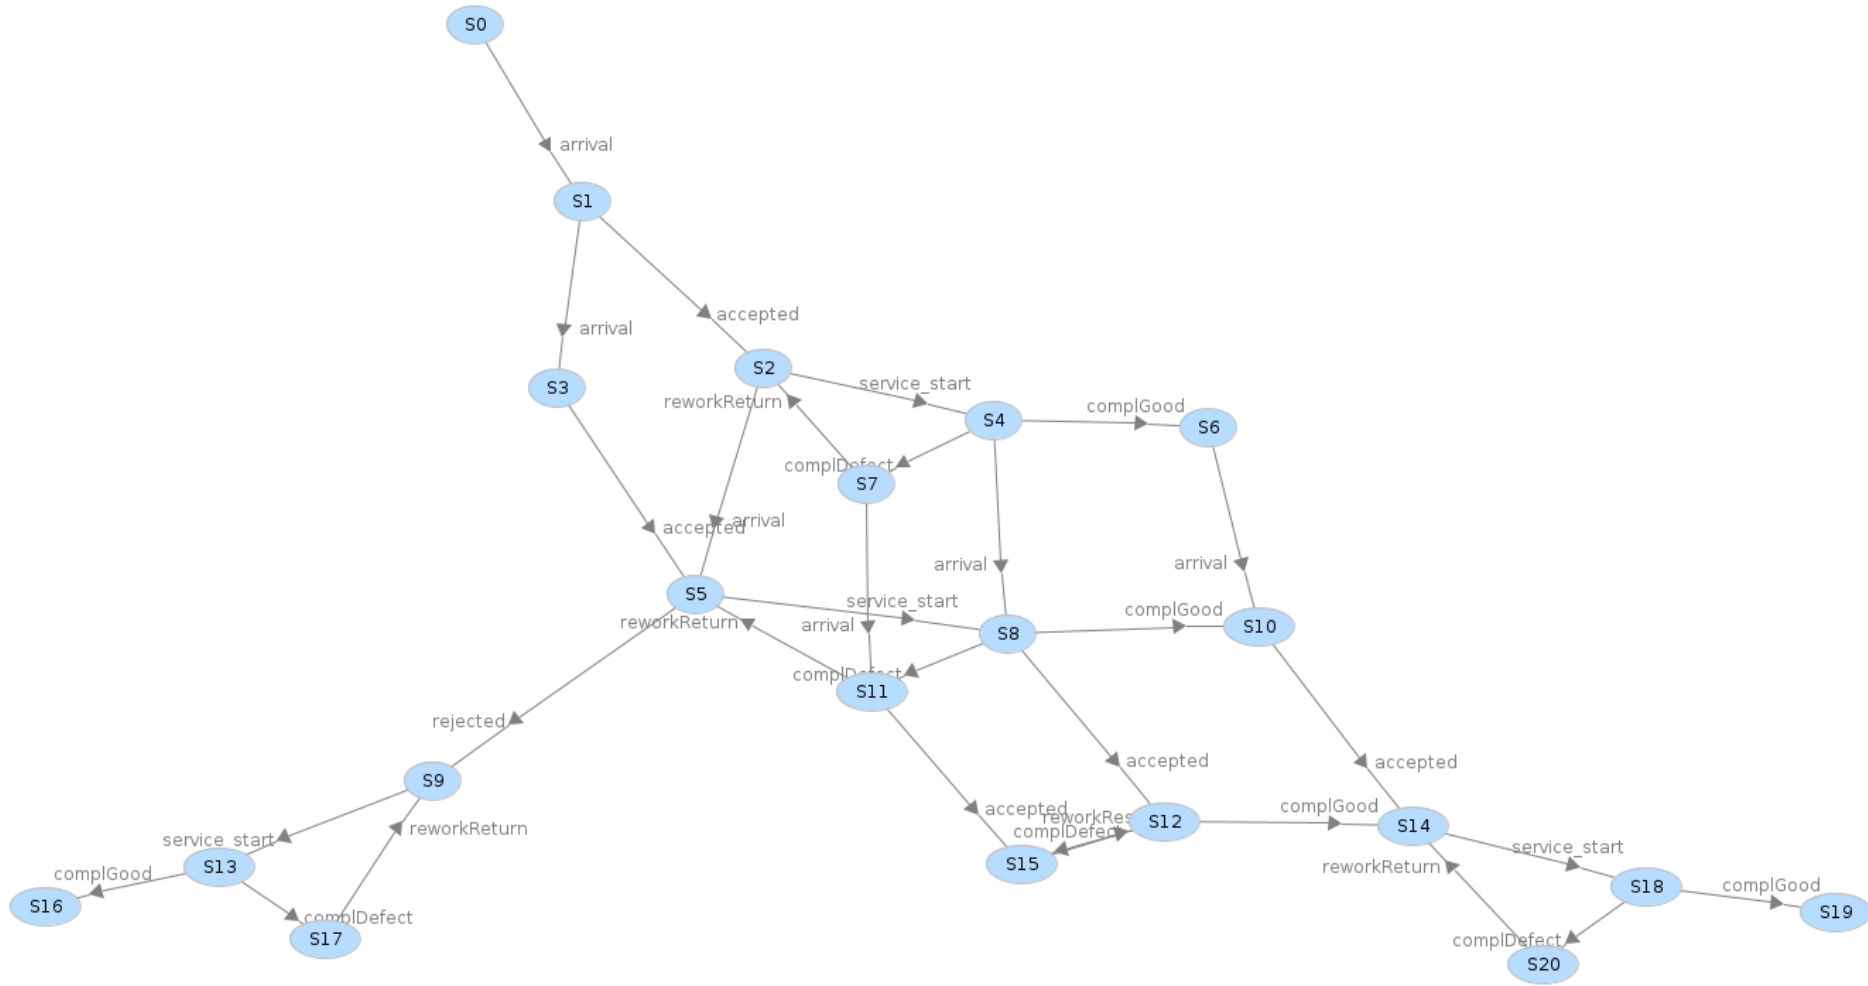 S0
arrival
S1
arrival
accepted
S2
S3
service_start
reworkReturn
S4
complGood
S6
complDefect
S7
accepted
arrival
arrival
arrival
S5
service_start
reworkReturn
arrival
S8
complGood
S10
complDefect
S11
rejected
accepted
accepted
S9
reworkReturn
service_start
S13
complGood
S16
complDefect
S17
accepted
complDefect
S15
S12
complGood
S14
reworkReturn
service_start
S18
complGood
S19
complDefect
S20